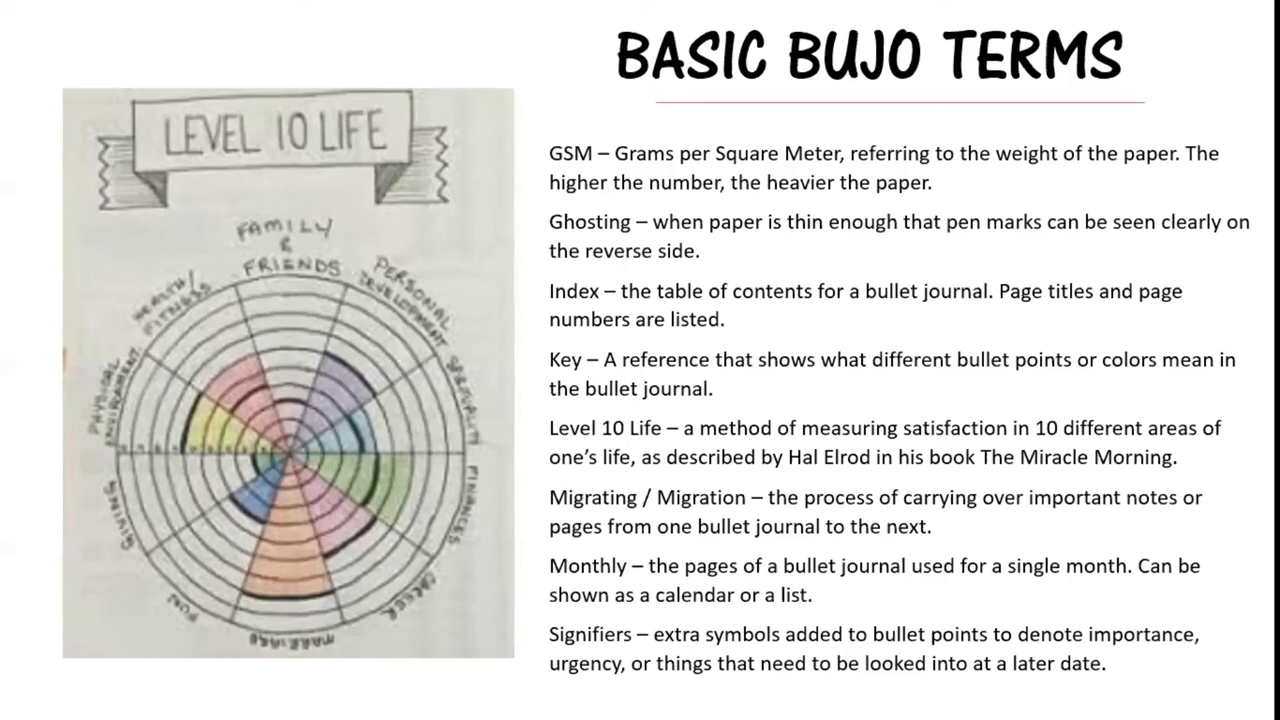 BASIC BUJO TERMS
LEVEL 10 LIFE
FAMILY
&
FRIENDS
PERSONAL
DEVELOPMENT
SPIRITUALITY
FINANCES
CAREER
MARRIAGE
FUN
GIVING
PHYSICAL
ENVIRONMENT
HEALTH/
FITNESS
GSM – Grams per Square Meter, referring to the weight of the paper. The
higher the number, the heavier the paper.
Ghosting – when paper is thin enough that pen marks can be seen clearly on
the reverse side.
Index – the table of contents for a bullet journal. Page titles and page
numbers are listed.
Key – A reference that shows what different bullet points or colors mean in
the bullet journal.
Level 10 Life – a method of measuring satisfaction in 10 different areas of
one’s life, as described by Hal Elrod in his book The Miracle Morning.
Migrating / Migration – the process of carrying over important notes or
pages from one bullet journal to the next.
Monthly – the pages of a bullet journal used for a single month. Can be
shown as a calendar or a list.
Signifiers – extra symbols added to bullet points to denote importance,
urgency, or things that need to be looked into at a later date.